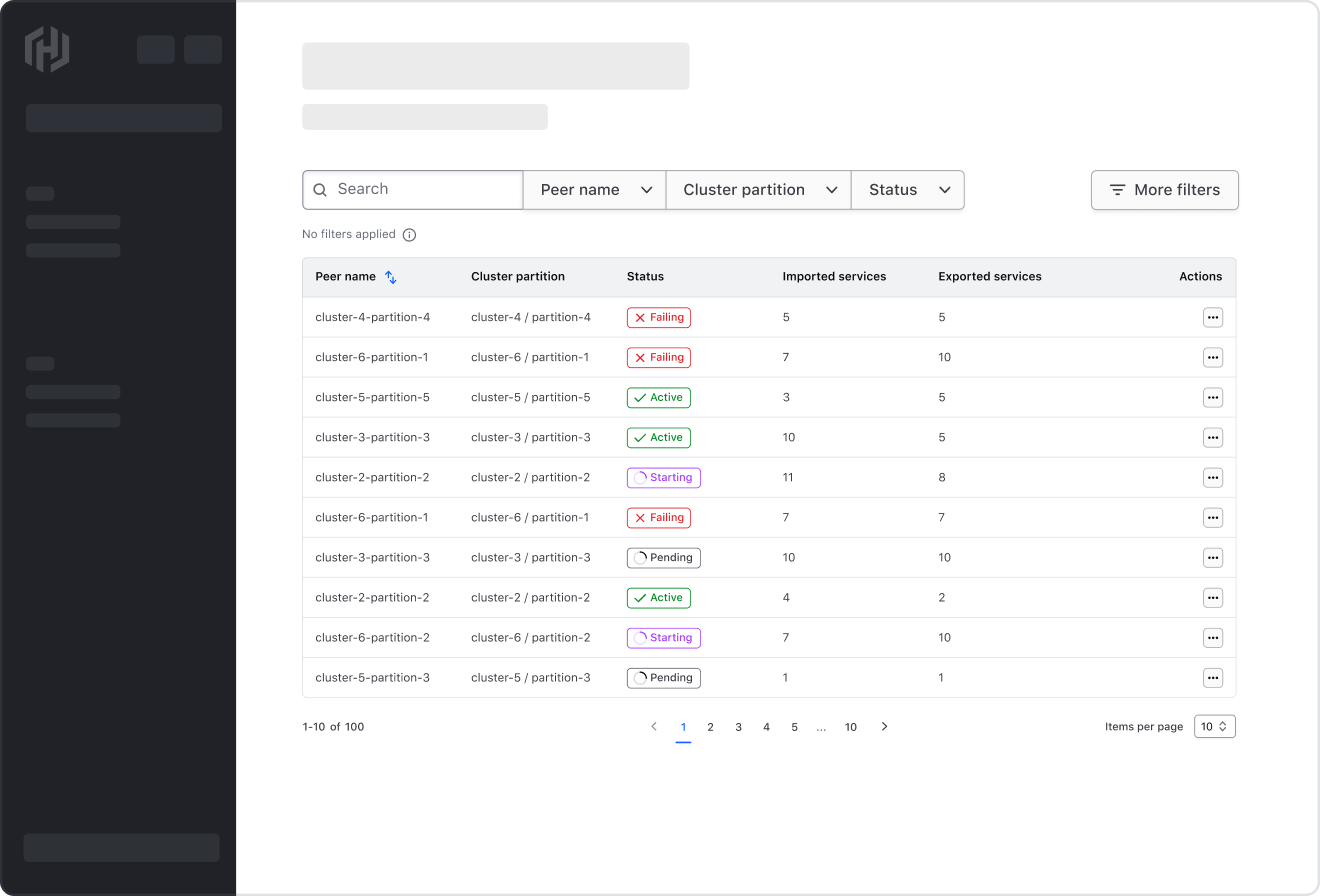 Search Peer name Cluster partition Status More filters
No filters applied
Peer name Cluster partition Status Imported services Exported services Actions
cluster-4-partition-4 cluster-4 / partition-4 Failing 5 5
cluster-6-partition-1 cluster-6 / partition-1 Failing 7 10
cluster-5-partition-5 cluster-5 / partition-5 Active 3 5
cluster-3-partition-3 cluster-3 / partition-3 Active 10 5
cluster-2-partition-2 cluster-2 / partition-2 Starting 11 8
cluster-6-partition-1 cluster-6 / partition-1 Failing 7 7
cluster-3-partition-3 cluster-3 / partition-3 Pending 10 10
cluster-2-partition-2 cluster-2 / partition-2 Active 4 2
cluster-6-partition-2 cluster-6 / partition-2 Starting 7 10
cluster-5-partition-3 cluster-5 / partition-3 Pending 1 1
1-10 of 100 1 2 3 4 5 ... 10 Items per page 10